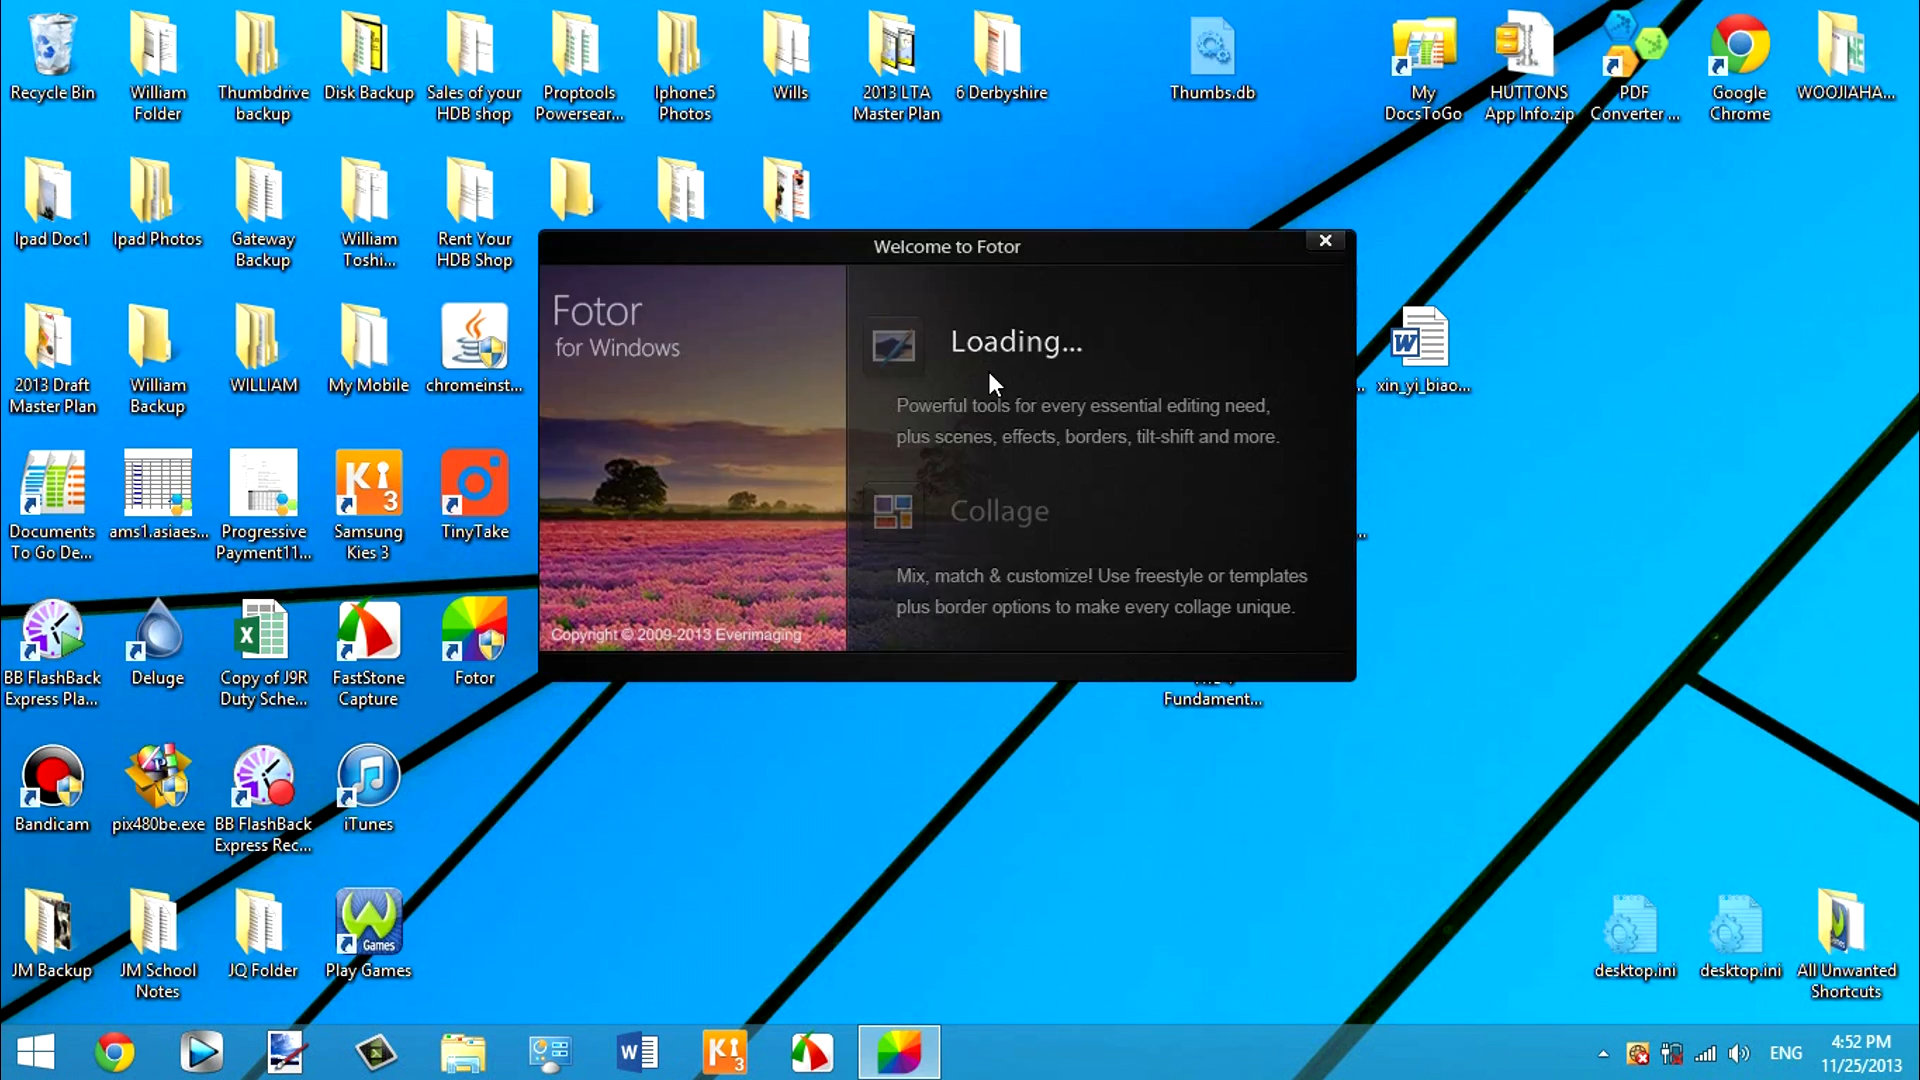 Recycle Bin
William
Folder
Thumbdrive
backup
Disk Backup
Sales of your
HDB shop
Proptools
Powersear...
Iphone5
Photos
Wills
2013 LTA
Master Plan
6 Derbyshire
Thumbs.db
My
DocsToGo
HUTTONS
App Info.zip
PDF
Converter ...
Google
Chrome
WOOJIAHA...
Ipad Doc1
Ipad Photos
Gateway
Backup
William
Toshi...
Rent Your
HDB Shop
Welcome to Fotor
Fotor
for Windows
Loading...
Powerful tools for every essential editing need,
plus scenes, effects, borders, tilt-shift and more.
Collage
Mix, match & customize! Use freestyle or templates
plus border options to make every collage unique.
Copyright © 2009-2013 Everimaging
2013 Draft
Master Plan
William
Backup
WILLIAM
My Mobile
chromeinst...
xin_yi_biao...
Documents
To Go De...
ams1.asiaes...
Progressive
Payment11...
Ki
3
Samsung
Kies 3
TinyTake
BB FlashBack
Express Pla...
Deluge
Copy of J9R
Duty Sche...
FastStone
Capture
Fotor
Fundament...
Bandicam
pix480be.exe
BB FlashBack
Express Rec...
iTunes
JM Backup
JM School
Notes
JQ Folder
Games
Play Games
desktop.ini
desktop.ini
All Unwanted
Shortcuts
Ki
3
ENG
4:52 PM
11/25/2013